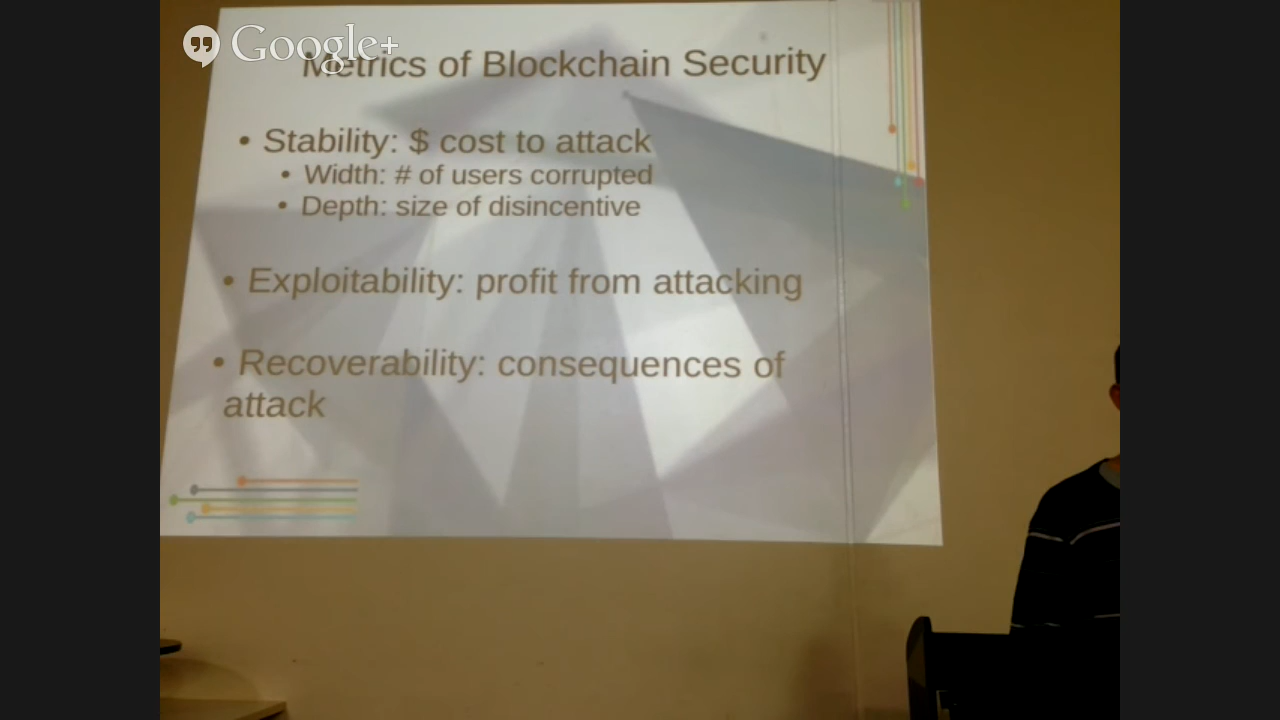 Google+
Metrics of Blockchain Security
• Stability: $ cost to attack
• Width: # of users corrupted
• Depth: size of disincentive
• Exploitability: profit from attacking
• Recoverability: consequences of
attack